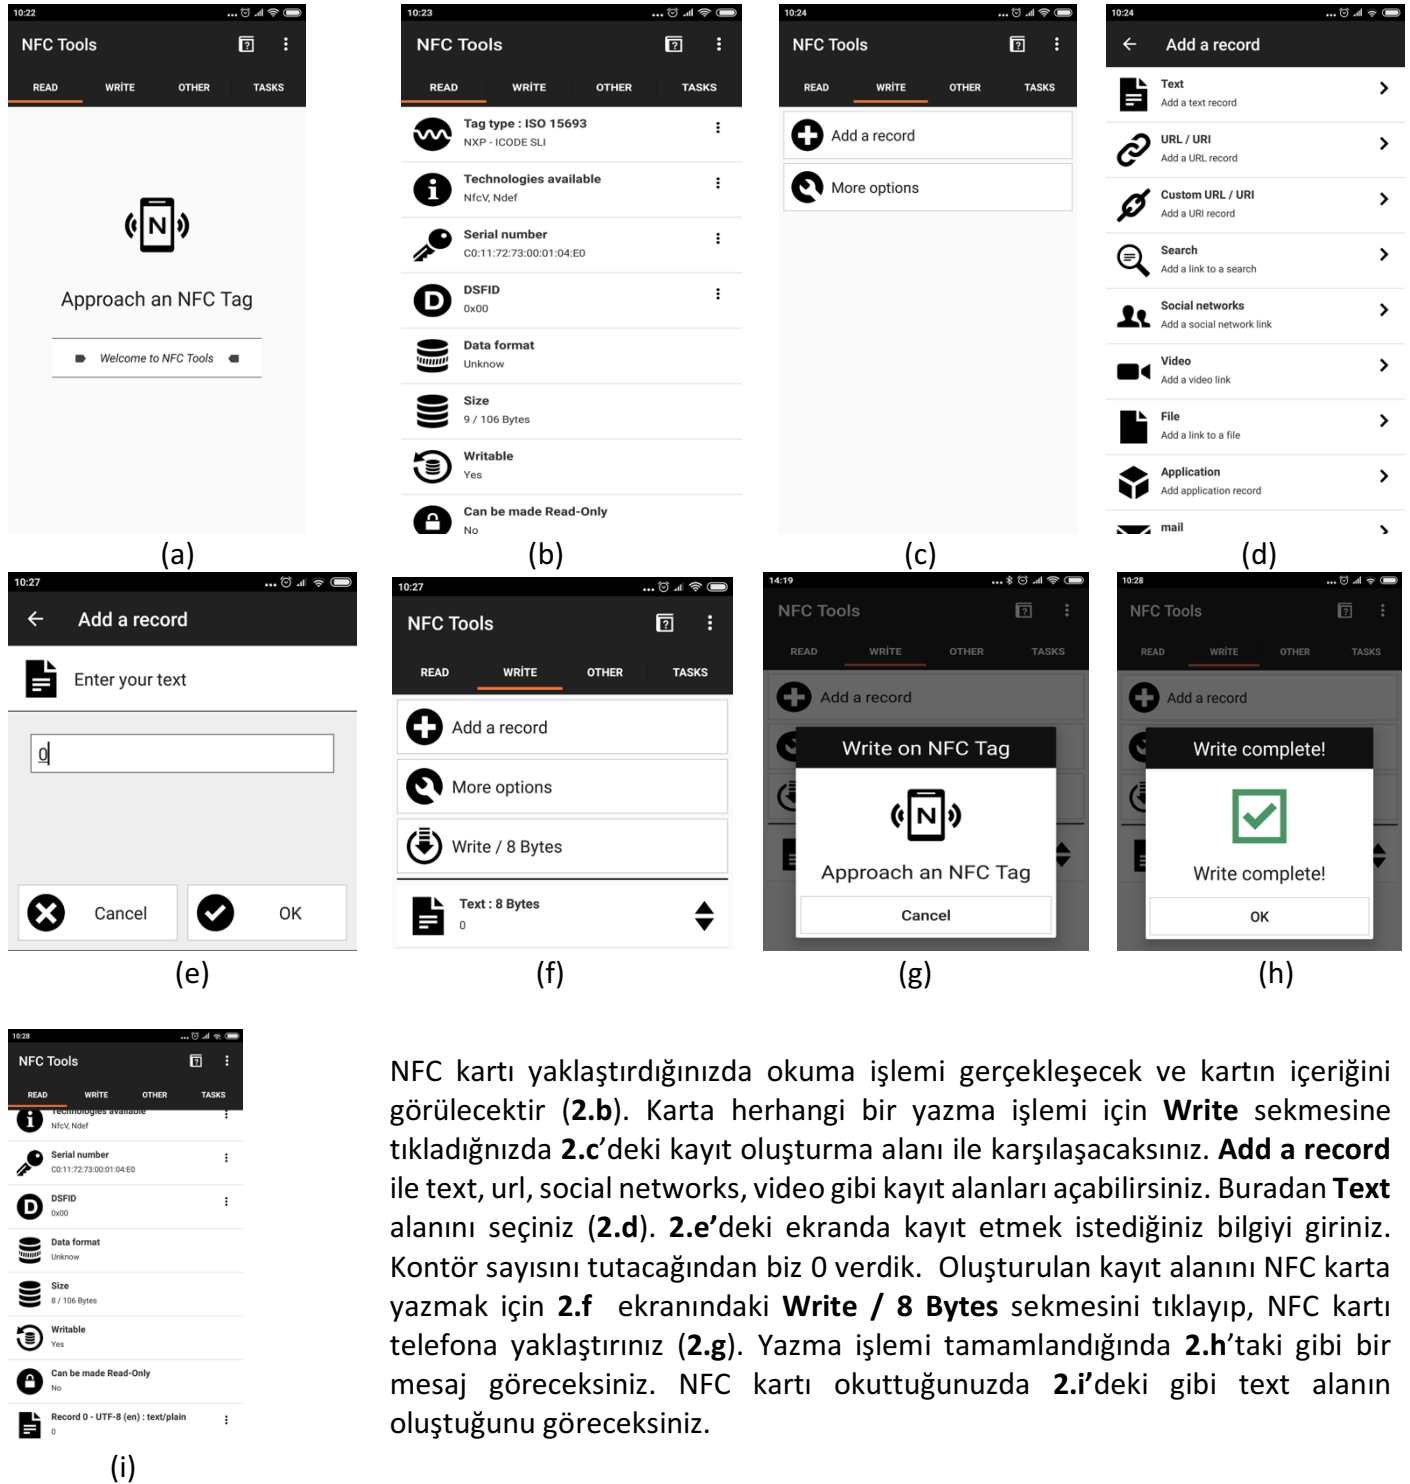 10:22
NFC Tools
READ WRİTE OTHER TASKS
Approach an NFC Tag
Welcome to NFC Tools
(a)
10:23
NFC Tools
READ WRİTE OTHER TASKS
Tag type : ISO 15693
NXP - ICODE SLI
Technologies available
NfcV, Ndef
Serial number
C0:11:72:73:00:01:04:E0
DSFID
0x00
Data format
Unknow
Size
9 / 106 Bytes
Writable
Yes
Can be made Read-Only
No
(b)
10:24
NFC Tools
READ WRİTE OTHER TASKS
Add a record
More options
(c)
10:24
Add a record
Text
Add a text record
URL / URI
Add a URL record
Custom URL / URI
Add a URI record
Search
Add a link to a search
Social networks
Add a social network link
Video
Add a video link
File
Add a link to a file
Application
Add application record
mail
(d)
10:27
Add a record
Enter your text
0
Cancel OK
(e)
10:27
NFC Tools
READ WRİTE OTHER TASKS
Add a record
More options
Write / 8 Bytes
Text : 8 Bytes
0
(f)
14:19
NFC Tools
READ WRİTE OTHER TASKS
Add a record
Write on NFC Tag
Approach an NFC Tag
Cancel
(g)
10:28
NFC Tools
READ WRİTE OTHER TASKS
Add a record
Write complete!
Write complete!
OK
(h)
10:28
NFC Tools
READ WRİTE OTHER TASKS
Technologies available
NfcV, Ndef
Serial number
C0:11:72:73:00:01:04:E0
DSFID
0x00
Data format
Unknow
Size
8 / 106 Bytes
Writable
Yes
Can be made Read-Only
No
Record 0 - UTF-8 (en) : text/plain
0
(i)
NFC kartı yaklaştırdığınızda okuma işlemi gerçekleşecek ve kartın içeriğini
görülecektir (2.b). Karta herhangi bir yazma işlemi için Write sekmesine
tıkladığnızda 2.c’deki kayıt oluşturma alanı ile karşılaşacaksınız. Add a record
ile text, url, social networks, video gibi kayıt alanları açabilirsiniz. Buradan Text
alanını seçiniz (2.d). 2.e’deki ekranda kayıt etmek istediğiniz bilgiyi giriniz.
Kontör sayısını tutacağından biz 0 verdik. Oluşturulan kayıt alanını NFC karta
yazmak için 2.f ekranındaki Write / 8 Bytes sekmesini tıklayıp, NFC kartı
telefona yaklaştırınız (2.g). Yazma işlemi tamamlandığında 2.h’taki gibi bir
mesaj göreceksiniz. NFC kartı okuttuğunuzda 2.i’deki gibi text alanın
oluştuğunu göreceksiniz.